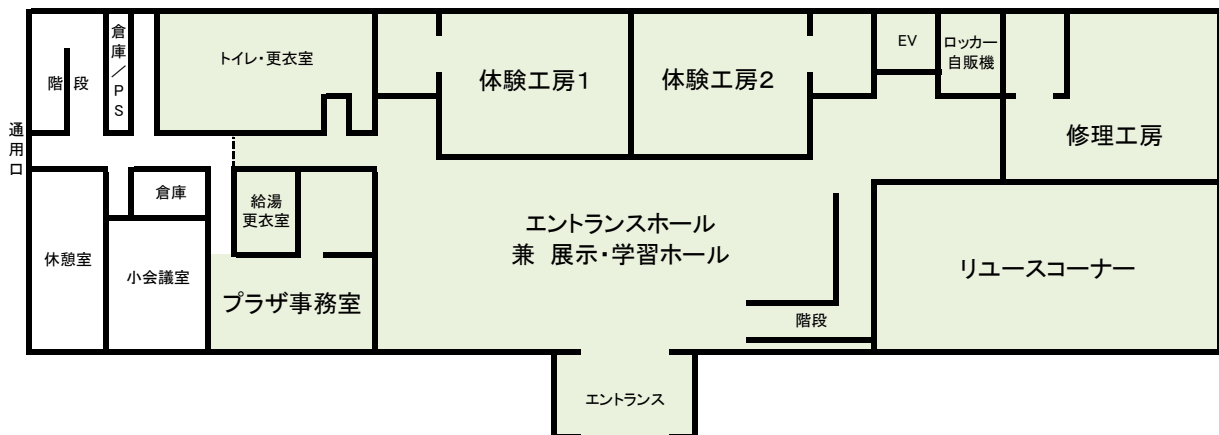 倉庫／PS
トイレ・更衣室
階段
体験工房１
体験工房２
EV
ロッカー
自販機
修理工房
通用口
倉庫
給湯
更衣室
休憩室
小会議室
プラザ事務室
エントランスホール
兼 展示・学習ホール
リユースコーナー
階段
エントランス